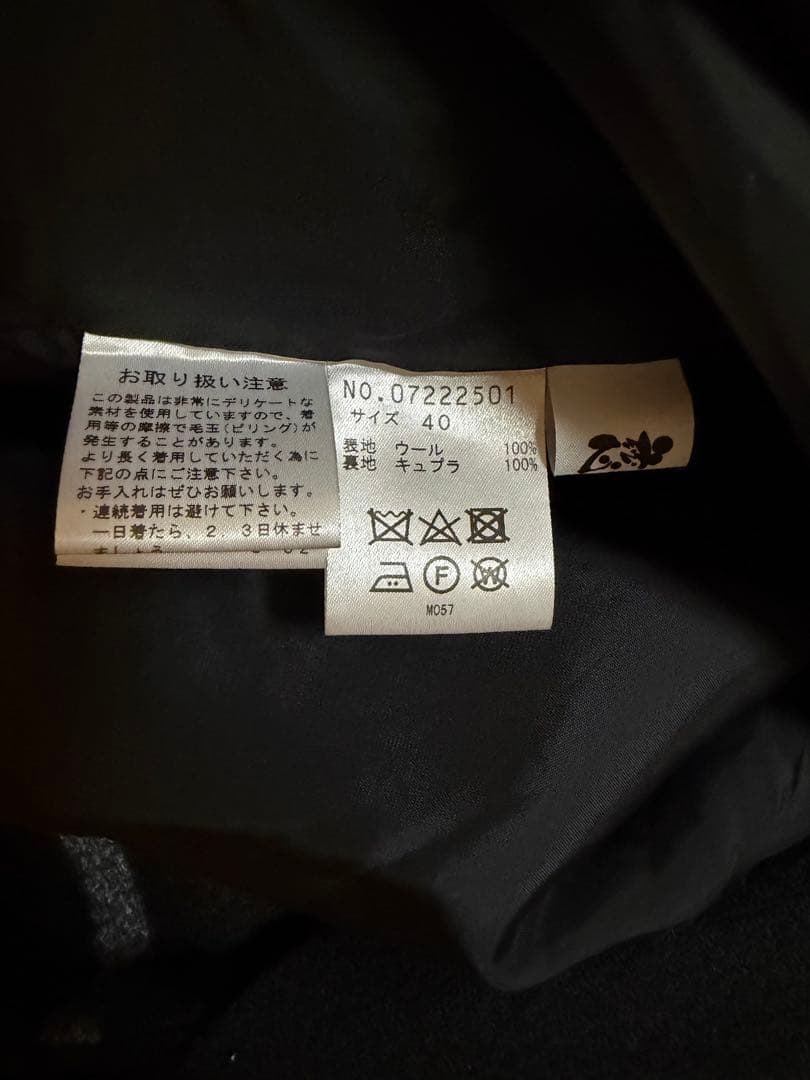 お取り扱い注意
この製品は非常にデリケートな
素材を使用していますので、着
用等の摩擦で毛玉(ピリング)が
発生することがあります。
より長く着用していただく為に
下記の点にご注意下さい。
お手入れはぜひお願いします。
・連続着用は避けて下さい。
一日着たら、2．3日休ませ
NO.07222501
サイズ 40
表地 ウール 100%
裏地 キュプラ 100%
F
W
M057